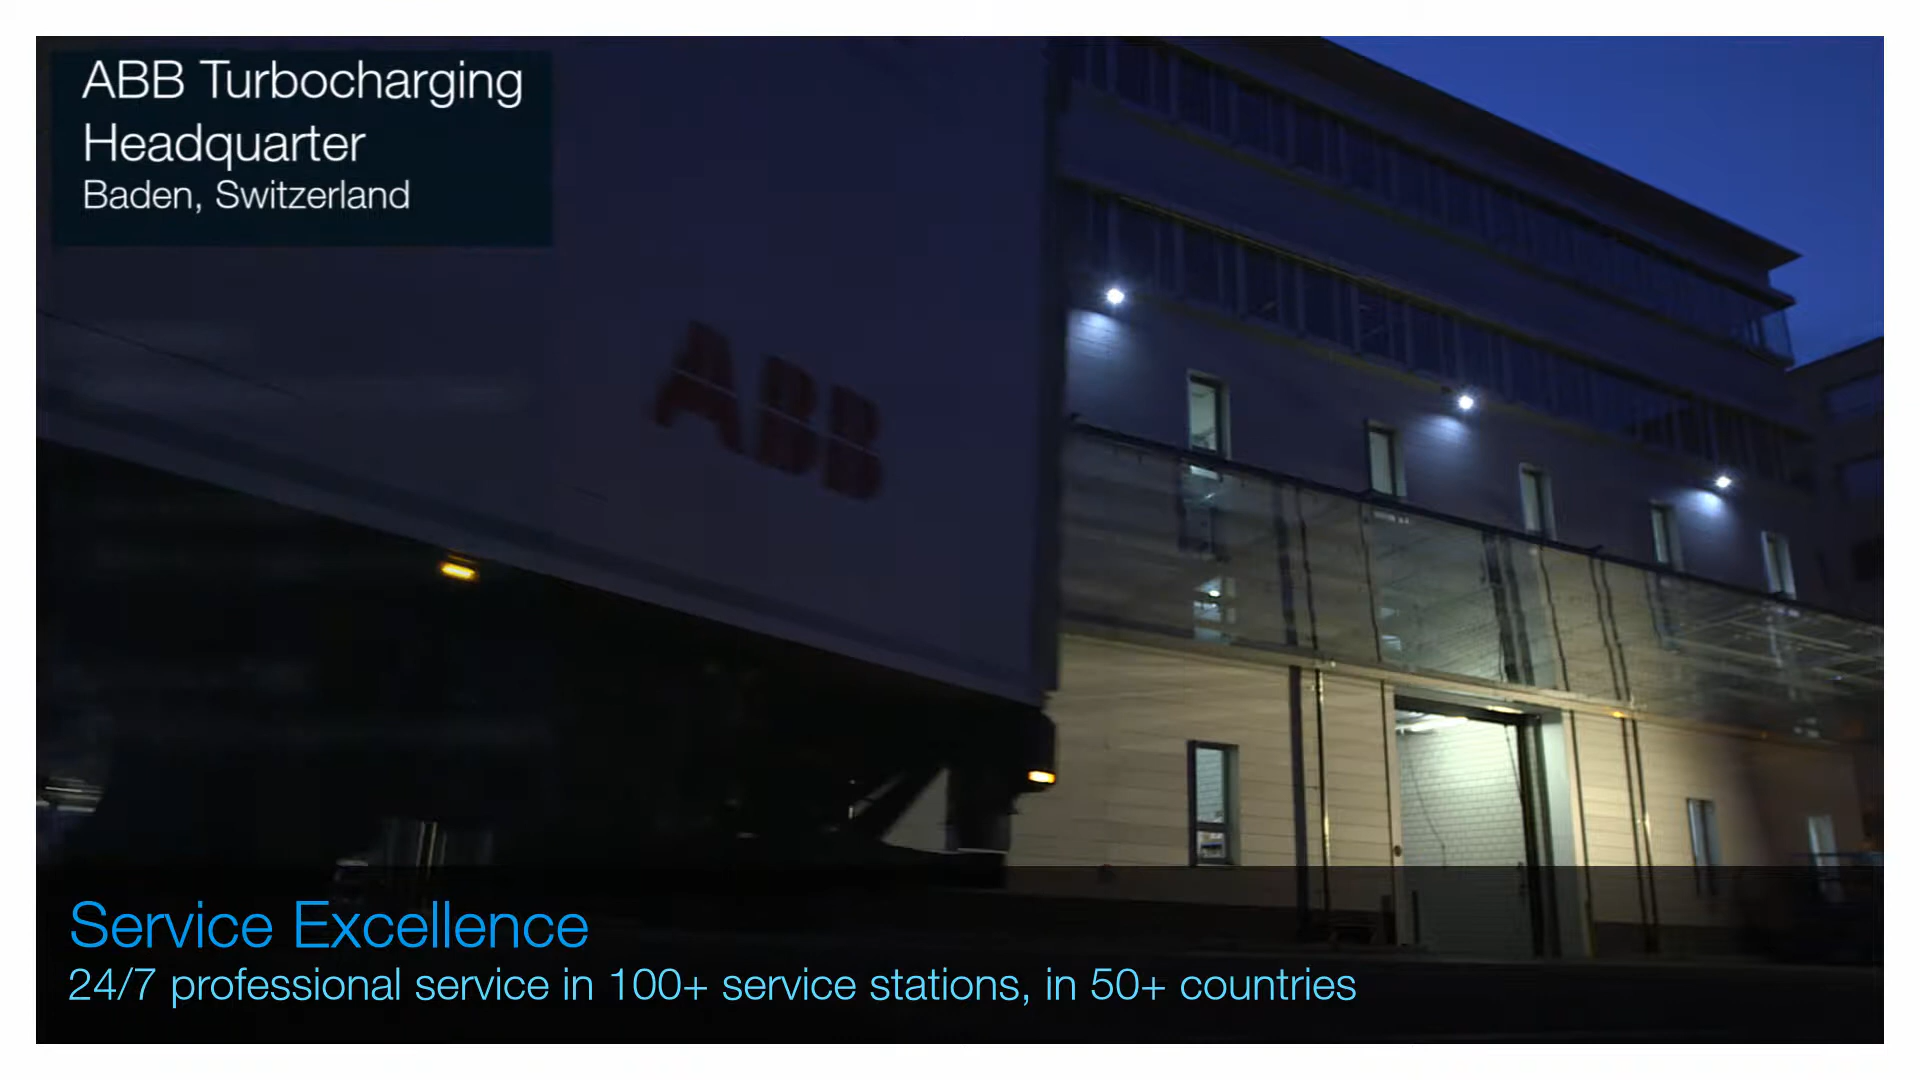 ABB Turbocharging
Headquarter
Baden, Switzerland
ABB
Service Excellence
24/7 professional service in 100+ service stations, in 50+ countries